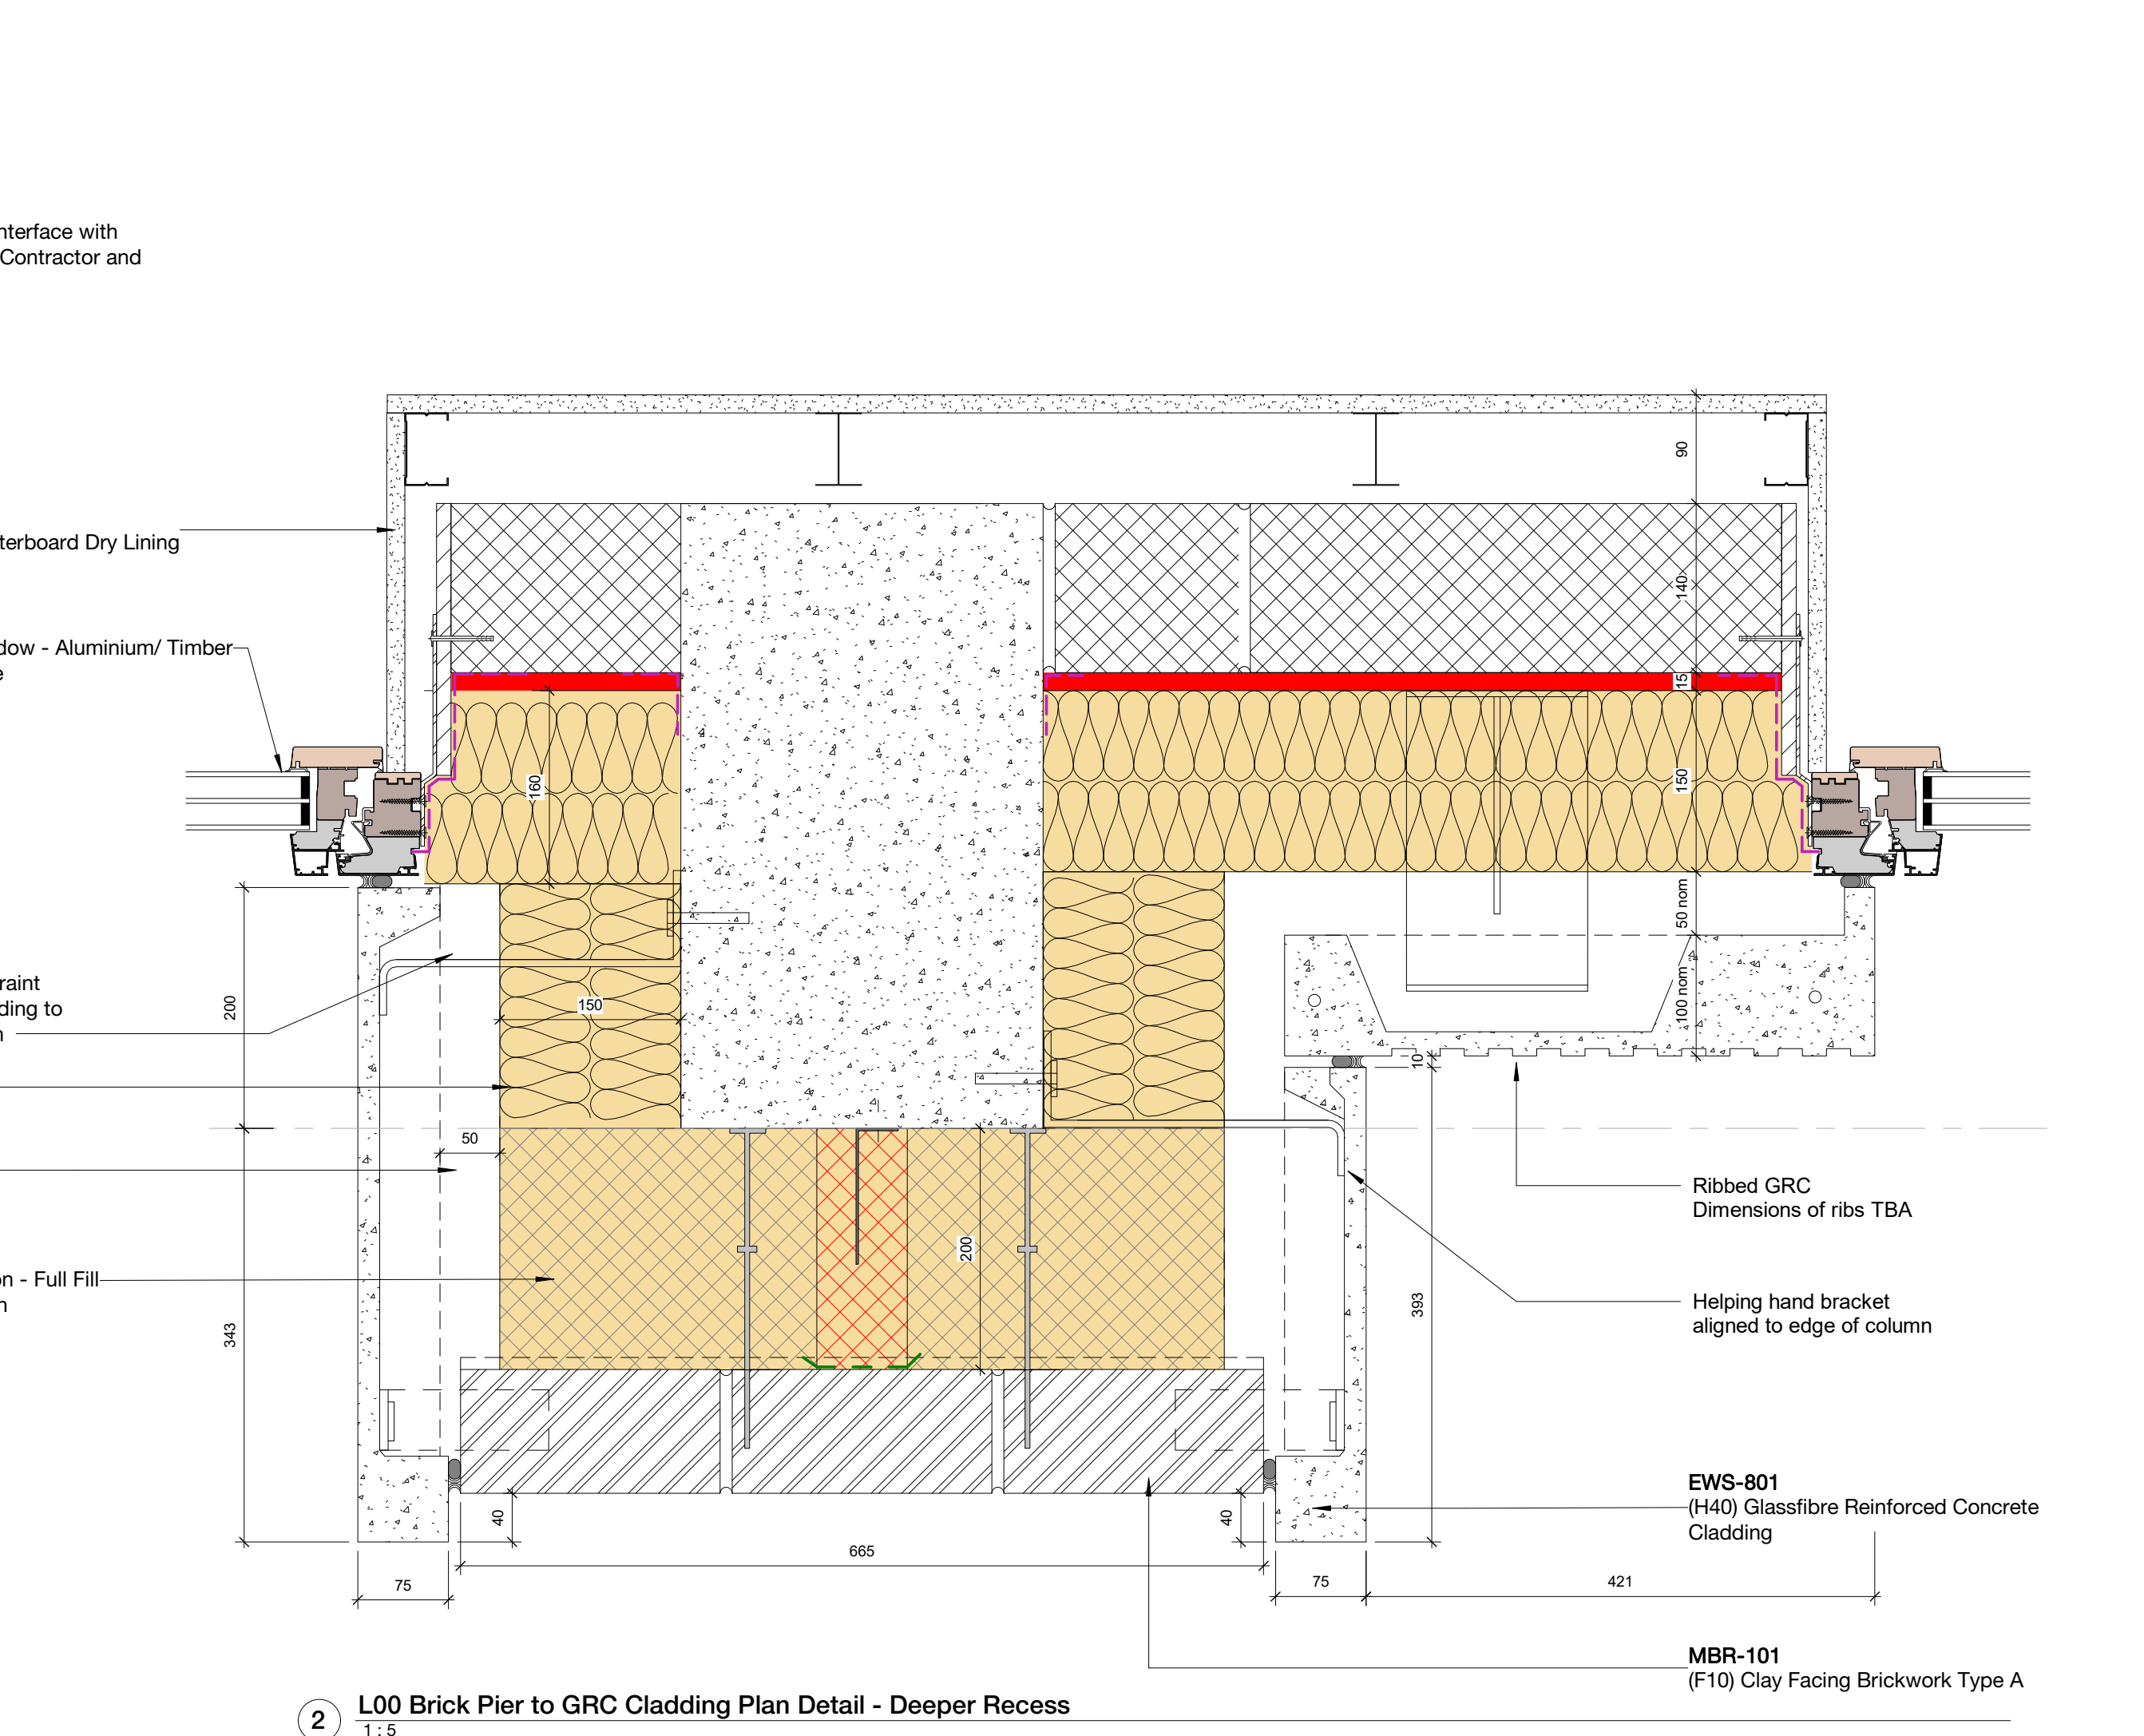 nterface with
Contractor and
terboard Dry Lining
dow - Aluminium/ Timber
e
raint
ding to
n
on - Full Fill
n
90
140
15
150
50 nom
100 nom
10
160
150
200
343
50
200
393
40
40
665
75
75
421
Ribbed GRC
Dimensions of ribs TBA
Helping hand bracket
aligned to edge of column
EWS-801
(H40) Glassfibre Reinforced Concrete
Cladding
MBR-101
(F10) Clay Facing Brickwork Type A
2
L00 Brick Pier to GRC Cladding Plan Detail - Deeper Recess
1 : 5